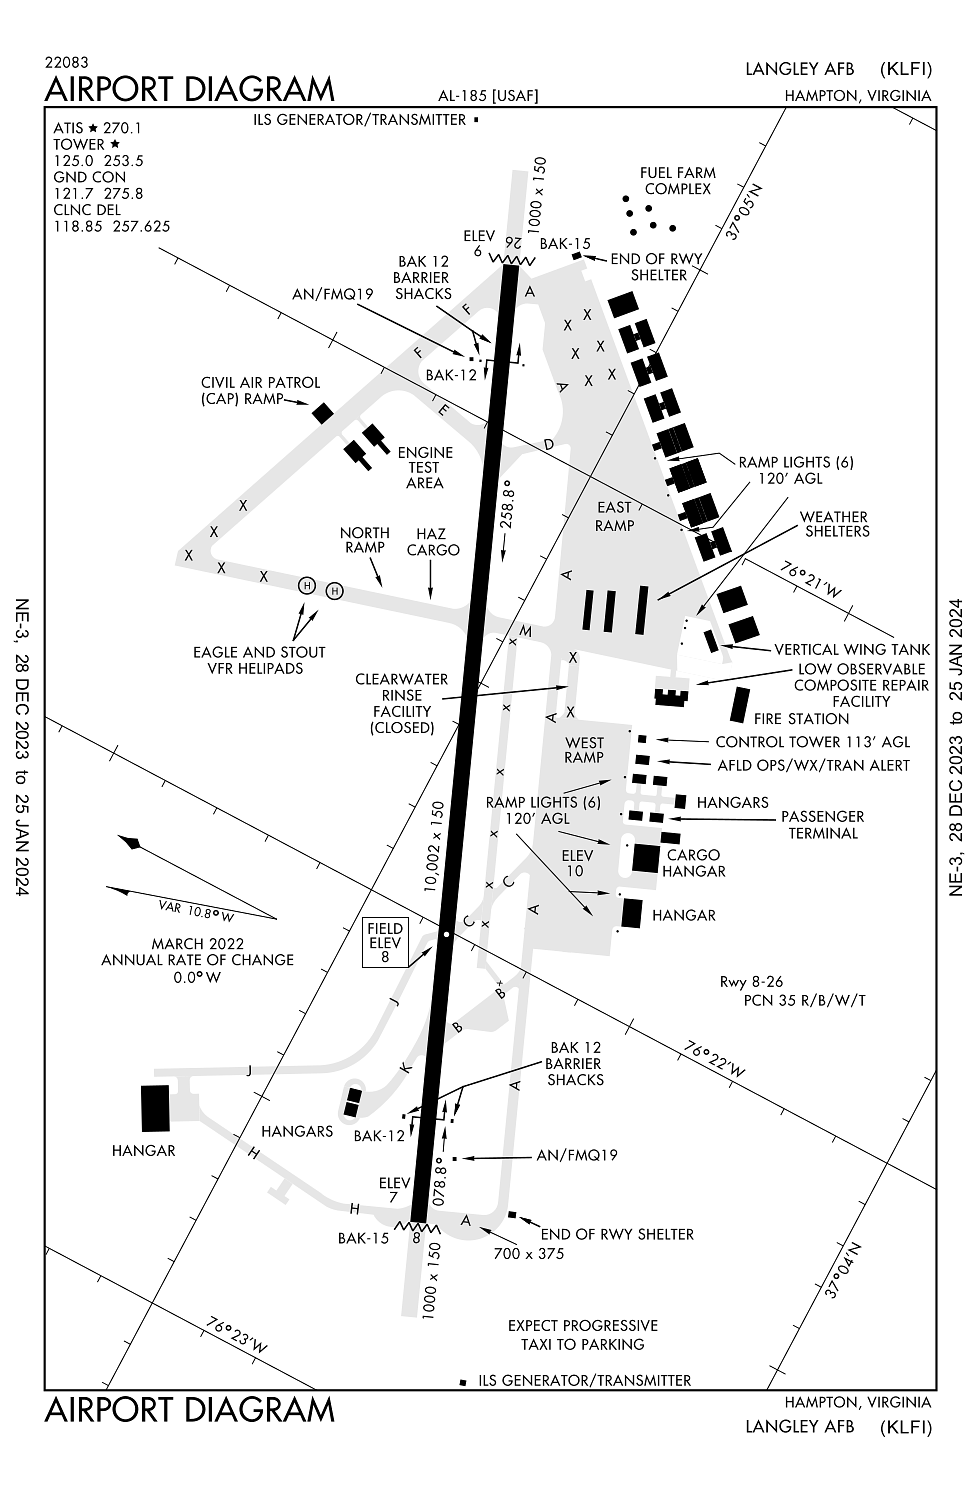 22083
AIRPORT DIAGRAM
AL-185 [USAF]
LANGLEY AFB (KLFI)
HAMPTON, VIRGINIA
ATIS ★ 270.1
TOWER ★
125.0 253.5
GND CON
121.7 275.8
CLNC DEL
118.85 257.625
ILS GENERATOR/TRANSMITTER
1000 x 150
FUEL FARM
COMPLEX
37°05'N
ELEV
6
26
BAK-15
END OF RWY
SHELTER
BAK 12
BARRIER
SHACKS
AN/FMQ19
A
F
F
X
X
X
X
X
X
BAK-12
CIVIL AIR PATROL
(CAP) RAMP
A
E
D
ENGINE
TEST
AREA
RAMP LIGHTS (6)
120' AGL
258.8°
EAST
RAMP
WEATHER
SHELTERS
X
X
X
X
X
NORTH
RAMP
HAZ
CARGO
H
H
A
76°21'W
EAGLE AND STOUT
VFR HELIPADS
M
X
X
VERTICAL WING TANK
LOW OBSERVABLE
COMPOSITE REPAIR
FACILITY
CLEARWATER
RINSE
FACILITY
(CLOSED)
X
A
X
FIRE STATION
WEST
RAMP
CONTROL TOWER 113' AGL
AFLD OPS/WX/TRAN ALERT
X
RAMP LIGHTS (6)
120' AGL
HANGARS
PASSENGER
TERMINAL
10,002 x 150
X
ELEV
10
CARGO
HANGAR
X
C
C
X
A
HANGAR
VAR 10.8°W
MARCH 2022
ANNUAL RATE OF CHANGE
0.0° W
FIELD
ELEV
8
Rwy 8-26
PCN 35 R/B/W/T
J
B
X
B
76°22'W
BAK 12
BARRIER
SHACKS
J
K
A
HANGAR
HANGARS
BAK-12
H
AN/FMQ19
078.8°
ELEV
7
H
BAK-15
8
A
END OF RWY SHELTER
700 x 375
1000 x 150
37°04'N
76°23'W
EXPECT PROGRESSIVE
TAXI TO PARKING
ILS GENERATOR/TRANSMITTER
AIRPORT DIAGRAM
HAMPTON, VIRGINIA
LANGLEY AFB (KLFI)
NE-3, 28 DEC 2023 to 25 JAN 2024
NE-3, 28 DEC 2023 to 25 JAN 2024